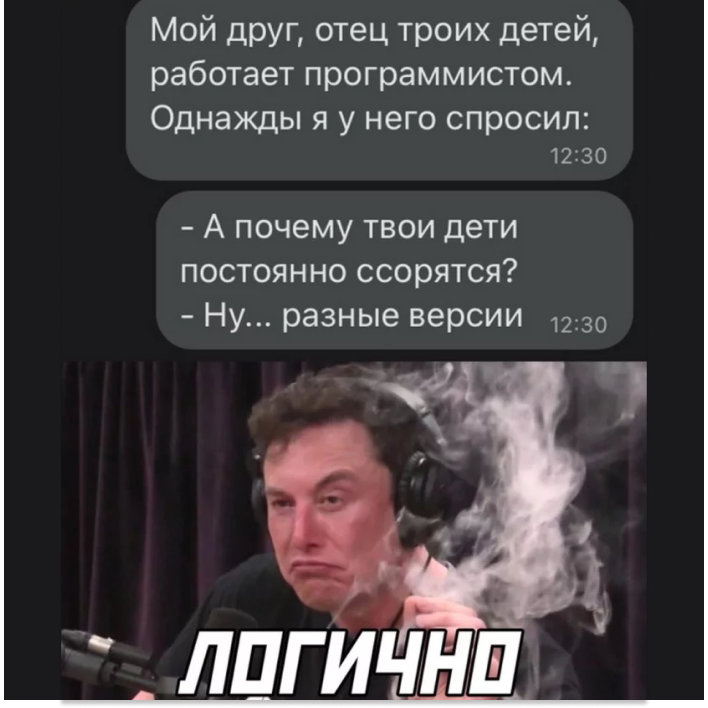 Мой друг, отец троих детей,
работает программистом.
Однажды я у него спросил:
12:30
- А почему твои дети
постоянно ссорятся?
- Ну... разные версии 12:30
ЛОГИЧНО